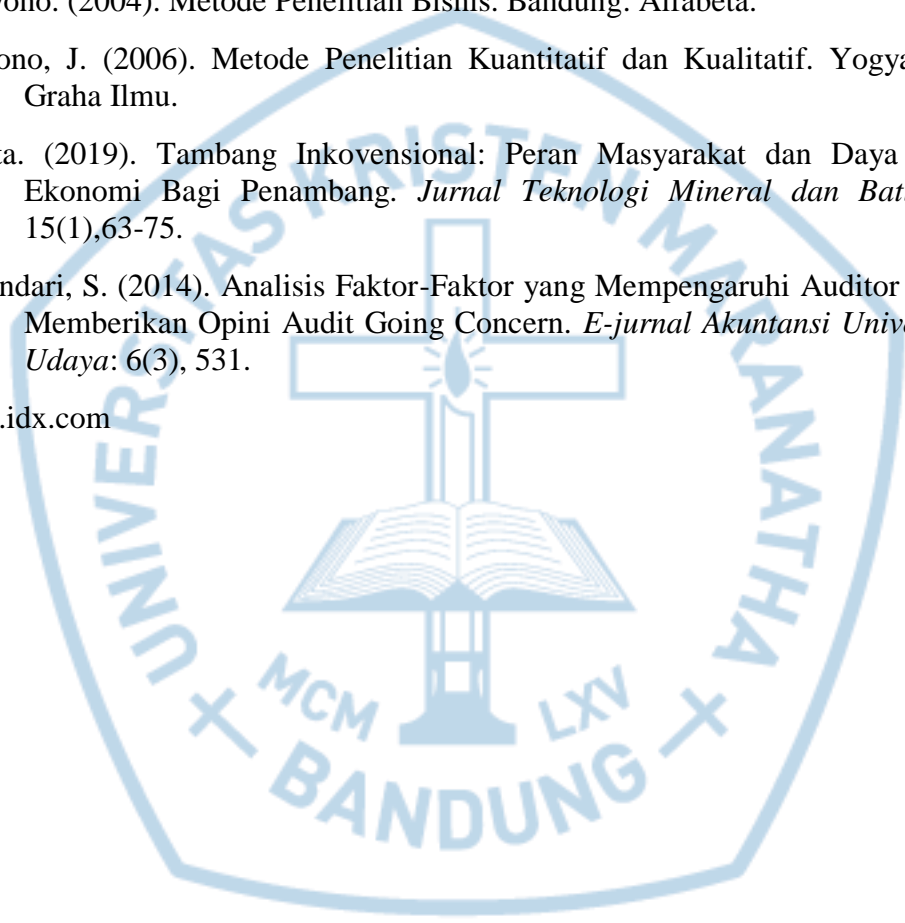 ono. (2004). Metode Penelitian Bisnis. Bandung: Alfabeta.
ono, J. (2006). Metode Penelitian Kuantitatif dan Kualitatif. Yogya
Graha Ilmu.
ta. (2019). Tambang Inkovensional: Peran Masyarakat dan Daya
Ekonomi Bagi Penambang. Jurnal Teknologi Mineral dan Bat
15(1),63-75.
ndari, S. (2014). Analisis Faktor-Faktor yang Mempengaruhi Auditor
Memberikan Opini Audit Going Concern. E-jurnal Akuntansi Unive
Udaya: 6(3), 531.
.idx.com
UNIVERSITAS KRISTEN MARANATHA
MCM LXV
BANDUNG